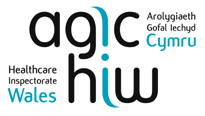 agic
Arolygiaeth
Gofal Iechyd
Cymru
Healthcare
Inspectorate
Wales
hiw